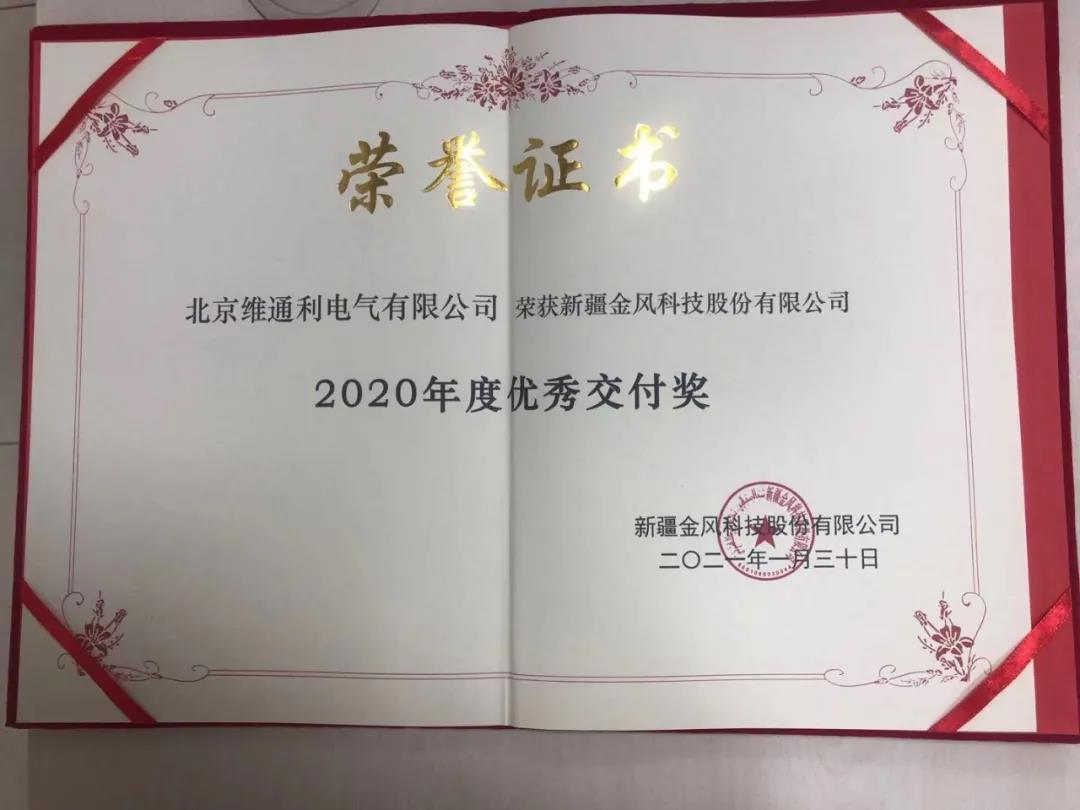 荣誉证书
北京维通利电气有限公司 荣获新疆金风科技股份有限公司
2020年度优秀交付奖
新疆金风科技股份有限公司
二〇二一年一月三十日